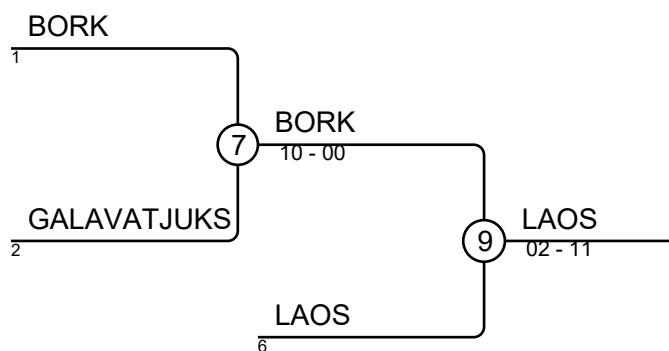 BORK
1
7
BORK
10 - 00
GALAVATJUKS
2
9
LAOS
02 - 11
LAOS
6